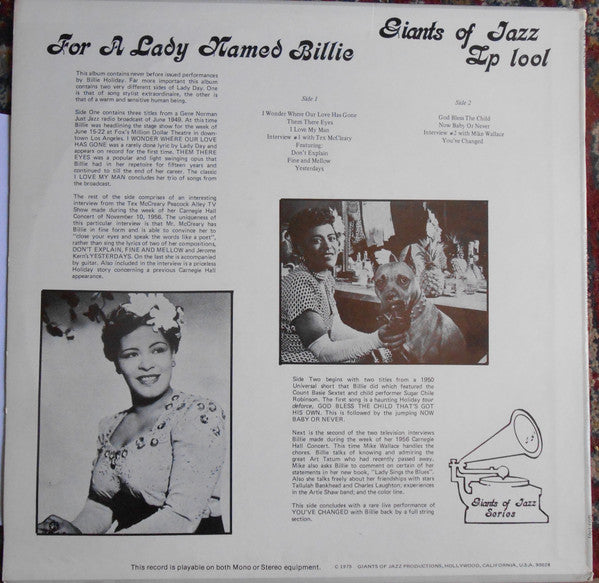 For A Lady Named Billie
Giants of Jazz
Lp 1001
This album contains never before issued performances
by Billie Holiday. Far more important this album
contains two very different sides of Lady Day. One
is that of song stylist extraordinaire, the other is
that of a warm and sensitive human being.
Side One contains three titles from a Gene Norman
Just Jazz radio broadcast of June 1949. At this time
Billie was headlining the stage show for the week of
June 15-22 at Fox's Million Dollar Theatre in down-
town Los Angeles. I WONDER WHERE OUR LOVE
HAS GONE was a rarely done lyric by Lady Day and
appears on record for the first time. THEM THERE
EYES was a popular and light swinging opus that
Billie had in her repertoire for fifteen years and
continued to till the end of her career. The classic
I LOVE MY MAN concludes her trio of songs from
the broadcast.
The rest of the side comprises of an interesting
interview from the Tex McCreary Peacock Alley TV
Show made during the week of her Carnegie Hall
Concert of November 10, 1956. The uniqueness of
this particular interview is that Mr. McCreary has
Billie in fine form and is able to convince her to
"close your eyes and speak the words like a poet"
rather than sing the lyrics of two of her compositions,
DON'T EXPLAIN, FINE AND MELLOW and Jerome
Kern's YESTERDAYS. On the last she is accompanied
by guitar. Also included in the interview is a priceless
Holiday story concerning a previous Carnegie Hall
appearance.
Side 1
I Wonder Where Our Love Has Gone
Them There Eyes
I Love My Man
Interview #1 with Tex McCleary
Featuring:
Don't Explain
Fine and Mellow
Yesterdays
Side 2
God Bless The Child
Now Baby Or Never
Interview #2 with Mike Wallace
You've Changed
Side Two begins with two titles from a 1950
Universal short that Billie did which featured the
Count Basie Sextet and child performer Sugar Chile
Robinson. The first song is a haunting Holiday tour
deforce, GOD BLESS THE CHILD THAT'S GOT
HIS OWN. This is followed by the jumping NOW
BABY OR NEVER.
Next is the second of the two television interviews
Billie made during the week of her 1956 Carnegie
Hall Concert. This time Mike Wallace handles the
chores. Billie talks of knowing and admiring the
great Art Tatum who had recently passed away.
Mike also asks Billie to comment on certain of her
statements in her new book, "Lady Sings the Blues".
Also she talks freely about her friendships with stars
Tallulah Bankhead and Charles Laughton; experiences
in the Artie Shaw band; and the color line.
This side concludes with a rare live performance of
YOU'VE CHANGED with Billie back by a full string
section.
Giants of Jazz
Series
This record is playable on both Mono or Stereo equipment.
© 1975 GIANTS OF JAZZ PRODUCTIONS, HOLLYWOOD, CALIFORNIA, U.S.A. 90028